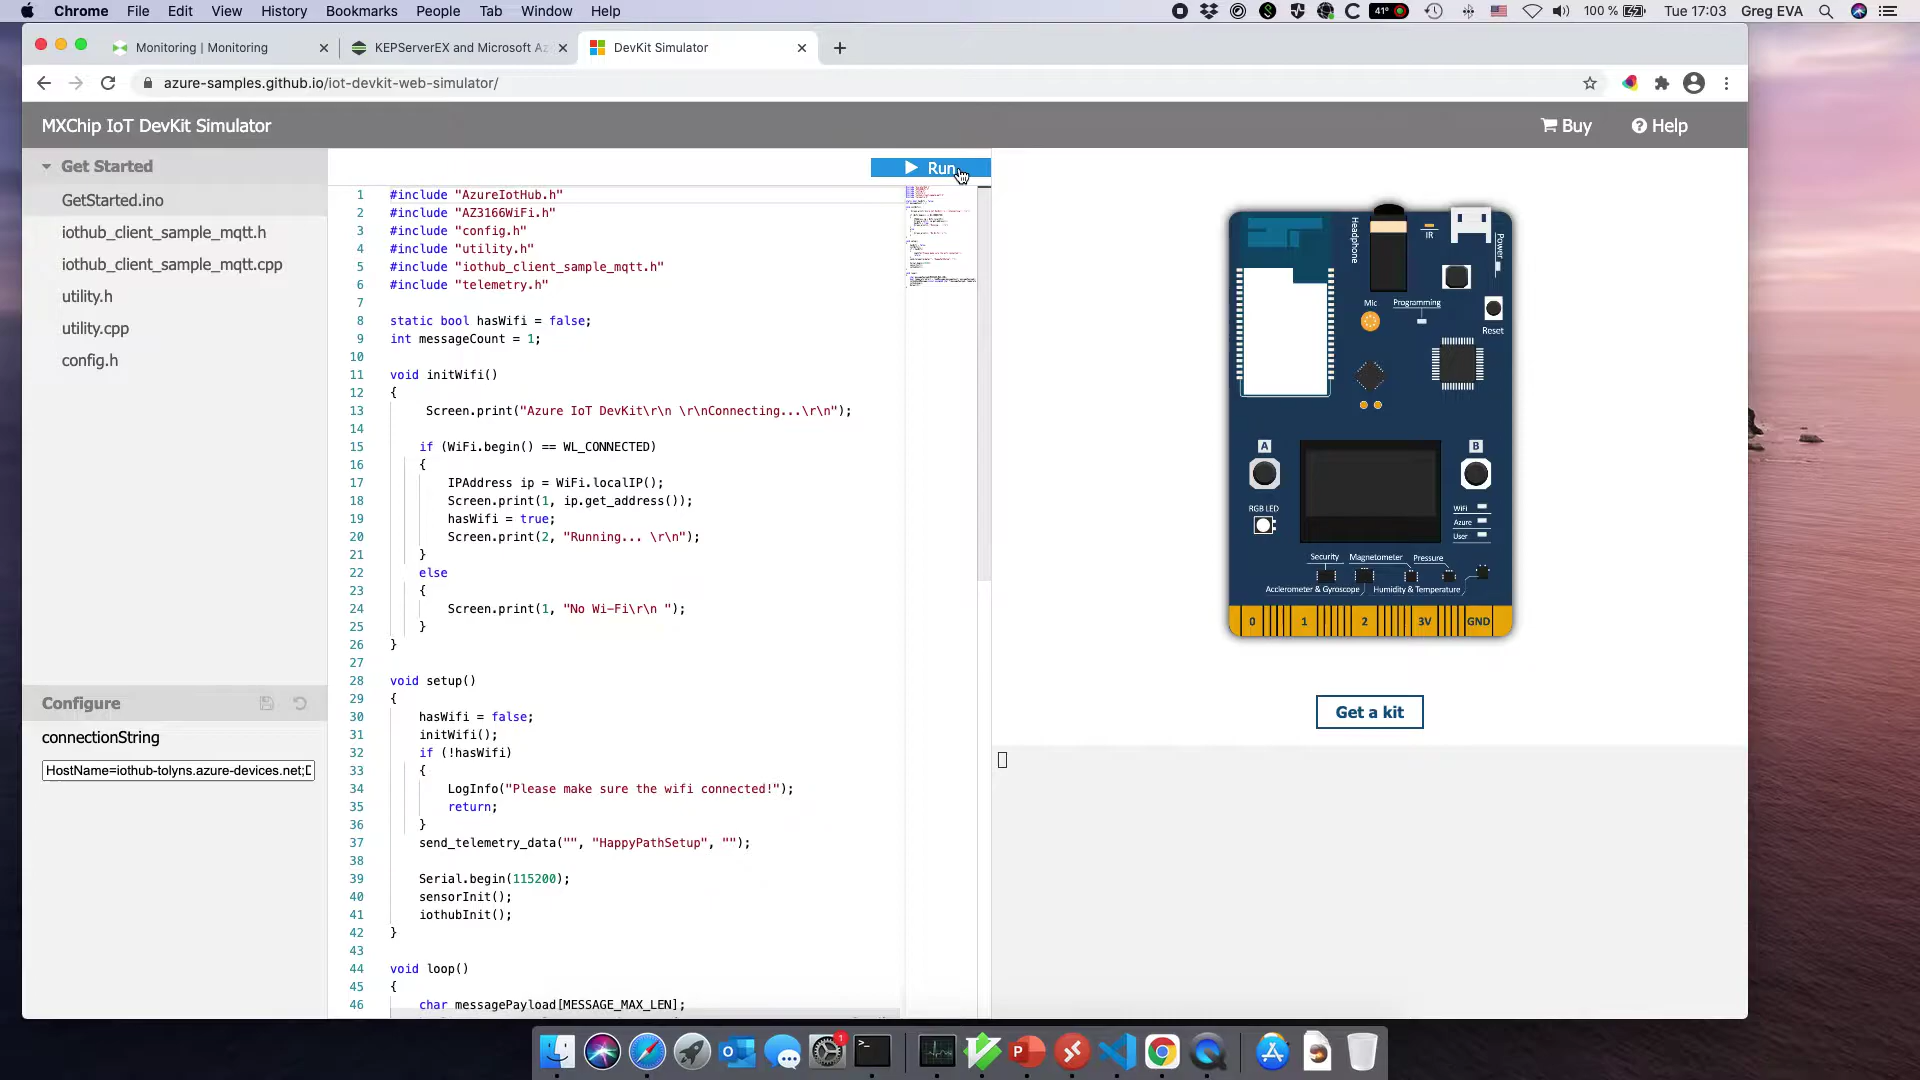 Chrome File Edit View History Bookmarks People Tab Window Help
41° 100 % Tue 17:03 Greg EVA
Monitoring | Monitoring
KEPServerEX and Microsoft Az
DevKit Simulator
azure-samples.github.io/iot-devkit-web-simulator/
MXChip IoT DevKit Simulator
Buy
Help
Get Started
GetStarted.ino
iothub_client_sample_mqtt.h
iothub_client_sample_mqtt.cpp
utility.h
utility.cpp
config.h
Configure
connectionString
HostName=iothub-tolyns.azure-devices.net;D
Run
1 #include "AzureIotHub.h"
2 #include "AZ3166WiFi.h"
3 #include "config.h"
4 #include "utility.h"
5 #include "iothub_client_sample_mqtt.h"
6 #include "telemetry.h"
7
8 static bool hasWifi = false;
9 int messageCount = 1;
10
11 void initWifi()
12 {
13 Screen.print("Azure IoT DevKit\r\n \r\nConnecting...\r\n");
14
15 if (WiFi.begin() == WL_CONNECTED)
16 {
17 IPAddress ip = WiFi.localIP();
18 Screen.print(1, ip.get_address());
19 hasWifi = true;
20 Screen.print(2, "Running... \r\n");
21 }
22 else
23 {
24 Screen.print(1, "No Wi-Fi\r\n ");
25 }
26 }
27
28 void setup()
29 {
30 hasWifi = false;
31 initWifi();
32 if (!hasWifi)
33 {
34 LogInfo("Please make sure the wifi connected!");
35 return;
36 }
37 send_telemetry_data("", "HappyPathSetup", "");
38
39 Serial.begin(115200);
40 sensorInit();
41 iothubInit();
42 }
43
44 void loop()
45 {
46 char messagePayload[MESSAGE_MAX_LEN];
Headphone
IR
Power
Mic
Programming
Reset
A
B
RGB LED
WiFi
Azure
User
Security Magnetometer Pressure
Acclerometer & Gyroscope Humidity & Temperature
0 1 2 3V GND
Get a kit
1